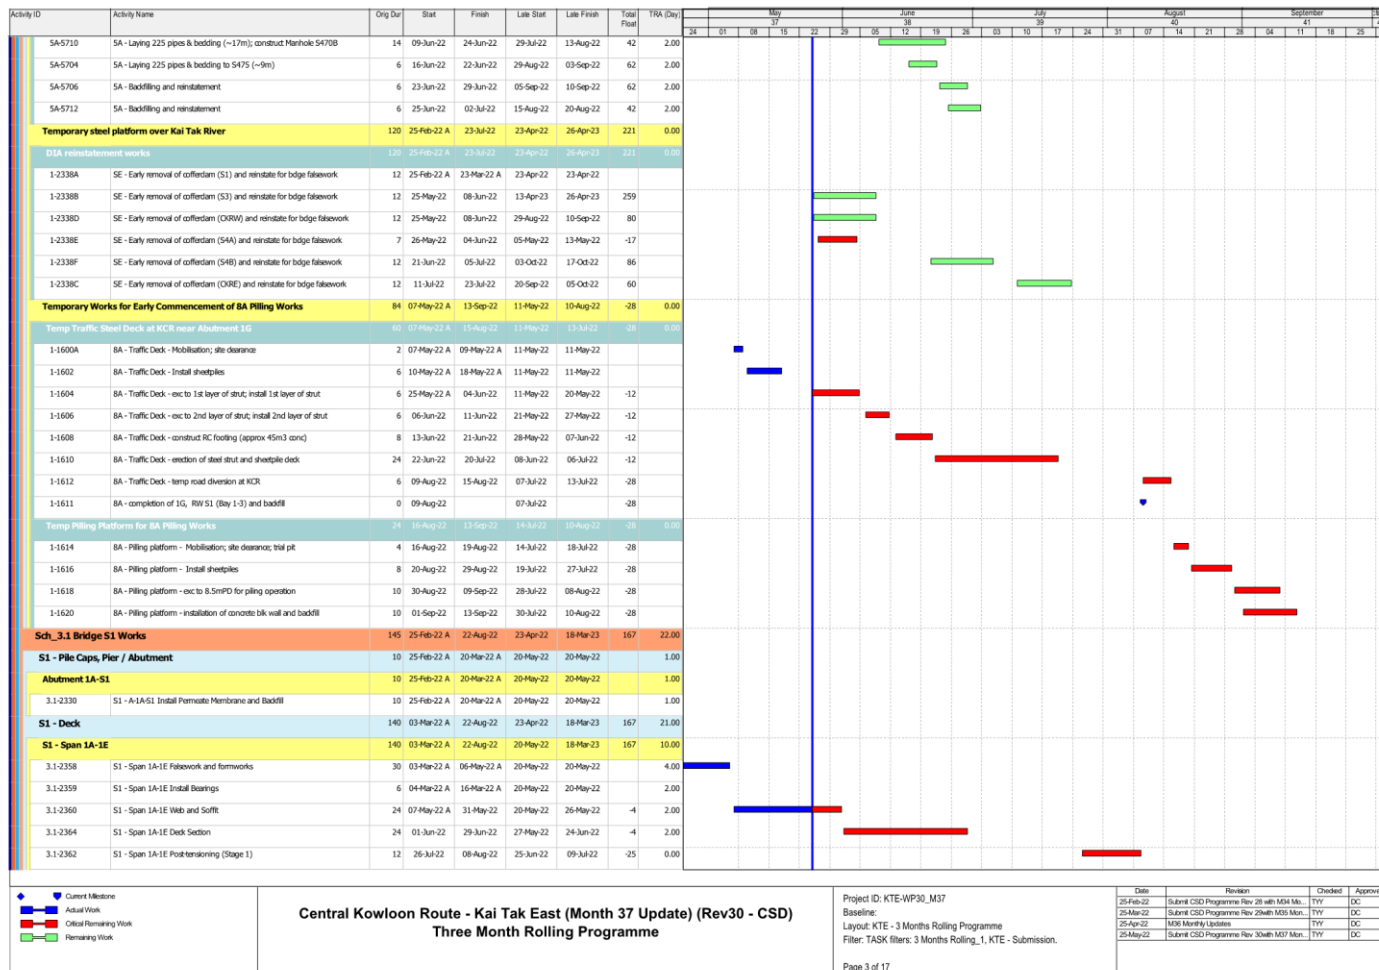 Activity ID Activity Name Orig Dur Start Finish Late Start Late Finish Total Float TRA (Day) May June July August September
37 38 39 40 41
24 01 08 15 22 29 05 12 19 26 03 10 17 24 31 07 14 21 28 04 11 18 25
5A-5710 5A - Laying 225 pipes & bedding (~17m); construct Manhole S470B 14 09-Jun-22 24-Jun-22 29-Jul-22 13-Aug-22 42 2.00
5A-5704 5A - Laying 225 pipes & bedding to S475 (~9m) 6 16-Jun-22 22-Jun-22 29-Aug-22 03-Sep-22 62 2.00
5A-5706 5A - Backfilling and reinstatement 6 23-Jun-22 29-Jun-22 05-Sep-22 10-Sep-22 62 2.00
5A-5712 5A - Backfilling and reinstatement 6 25-Jun-22 02-Jul-22 15-Aug-22 20-Aug-22 42 2.00
Temporary steel platform over Kai Tak River 120 25-Feb-22 A 23-Jul-22 23-Apr-22 26-Apr-23 221 0.00
DIA reinstatement works 120 25-Feb-22 A 23-Jul-22 23-Apr-22 26-Apr-23 221 0.00
1-2338A SE - Early removal of cofferdam (S1) and reinstate for bdge falsework 12 25-Feb-22 A 23-Mar-22 A 23-Apr-22 23-Apr-22
1-2338B SE - Early removal of cofferdam (S3) and reinstate for bdge falsework 12 25-May-22 08-Jun-22 13-Apr-23 26-Apr-23 259
1-2338D SE - Early removal of cofferdam (CKRW) and reinstate for bdge falsework 12 25-May-22 08-Jun-22 29-Aug-22 10-Sep-22 80
1-2338E SE - Early removal of cofferdam (S4A) and reinstate for bdge falsework 7 26-May-22 04-Jun-22 05-May-22 13-May-22 -17
1-2338F SE - Early removal of cofferdam (S4B) and reinstate for bdge falsework 12 21-Jun-22 05-Jul-22 03-Oct-22 17-Oct-22 86
1-2338C SE - Early removal of cofferdam (CKRE) and reinstate for bdge falsework 12 11-Jul-22 23-Jul-22 20-Sep-22 05-Oct-22 60
Temporary Works for Early Commencement of 8A Pilling Works 84 07-May-22 A 13-Sep-22 11-May-22 10-Aug-22 -28 0.00
Temp Traffic Steel Deck at KCR near Abutment 1G 60 07-May-22 A 15-Aug-22 11-May-22 13-Jul-22 -28 0.00
1-1600A 8A - Traffic Deck - Mobilisation; site clearance 2 07-May-22 A 09-May-22 A 11-May-22 11-May-22
1-1602 8A - Traffic Deck - Install sheetpiles 6 10-May-22 A 18-May-22 A 11-May-22 11-May-22
1-1604 8A - Traffic Deck - exc to 1st layer of strut; install 1st layer of strut 6 25-May-22 A 04-Jun-22 11-May-22 20-May-22 -12
1-1606 8A - Traffic Deck - exc to 2nd layer of strut; install 2nd layer of strut 6 06-Jun-22 11-Jun-22 21-May-22 27-May-22 -12
1-1608 8A - Traffic Deck - construct RC footing (approx 45m3 conc) 8 13-Jun-22 21-Jun-22 28-May-22 07-Jun-22 -12
1-1610 8A - Traffic Deck - erection of steel strut and sheetpile deck 24 22-Jun-22 20-Jul-22 08-Jun-22 06-Jul-22 -12
1-1612 8A - Traffic Deck - temp road diversion at KCR 6 09-Aug-22 15-Aug-22 07-Jul-22 13-Jul-22 -28
1-1611 8A - completion of 1G, RW S1 (Bay 1-3) and backfill 0 09-Aug-22 07-Jul-22 -28
Temp Pilling Platform for 8A Pilling Works 24 16-Aug-22 13-Sep-22 14-Jul-22 10-Aug-22 -28 0.00
1-1614 8A - Pilling platform - Mobilisation; site clearance; trial pit 4 16-Aug-22 19-Aug-22 14-Jul-22 18-Jul-22 -28
1-1616 8A - Pilling platform - Install sheetpiles 8 20-Aug-22 29-Aug-22 19-Jul-22 27-Jul-22 -28
1-1618 8A - Pilling platform - exc to 8.5mPD for piling operation 10 30-Aug-22 09-Sep-22 28-Jul-22 08-Aug-22 -28
1-1620 8A - Pilling platform - installation of concrete blk wall and backfill 10 01-Sep-22 13-Sep-22 30-Jul-22 10-Aug-22 -28
Sch_3.1 Bridge S1 Works 145 25-Feb-22 A 22-Aug-22 23-Apr-22 18-Mar-23 167 22.00
S1 - Pile Caps, Pier / Abutment 10 25-Feb-22 A 20-Mar-22 A 20-May-22 20-May-22 1.00
Abutment 1A-S1 10 25-Feb-22 A 20-Mar-22 A 20-May-22 20-May-22 1.00
3.1-2330 S1 - A-1A-S1 Install Permeate Membrane and Backfill 10 25-Feb-22 A 20-Mar-22 A 20-May-22 20-May-22 1.00
S1 - Deck 140 03-Mar-22 A 22-Aug-22 23-Apr-22 18-Mar-23 167 21.00
S1 - Span 1A-1E 140 03-Mar-22 A 22-Aug-22 20-May-22 18-Mar-23 167 10.00
3.1-2358 S1 - Span 1A-1E Falsework and formworks 30 03-Mar-22 A 06-May-22 A 20-May-22 20-May-22 4.00
3.1-2359 S1 - Span 1A-1E Install Bearings 6 04-Mar-22 A 16-Mar-22 A 20-May-22 20-May-22 2.00
3.1-2360 S1 - Span 1A-1E Web and Soffit 24 07-May-22 A 31-May-22 20-May-22 26-May-22 -4 2.00
3.1-2364 S1 - Span 1A-1E Deck Section 24 01-Jun-22 29-Jun-22 27-May-22 24-Jun-22 -4 2.00
3.1-2362 S1 - Span 1A-1E Post-tensioning (Stage 1) 12 26-Jul-22 08-Aug-22 25-Jun-22 09-Jul-22 -25 0.00
Current Milestone
Actual Work
Critical Remaining Work
Remaining Work
Central Kowloon Route - Kai Tak East (Month 37 Update) (Rev30 - CSD)
Three Month Rolling Programme
Project ID: KTE-WP30_M37
Baseline:
Layout: KTE - 3 Months Rolling Programme
Filter: TASK filters: 3 Months Rolling_1, KTE - Submission.
Page 3 of 17
Date Revision Checked Approve
25-Feb-22 Submit CSD Programme Rev 28 with M34 Mo... TYY DC
25-Mar-22 Submit CSD Programme Rev 29with M35 Mon... TYY DC
25-Apr-22 M36 Monthly Updates TYY DC
25-May-22 Submit CSD Programme Rev 30with M37 Mon... TYY DC